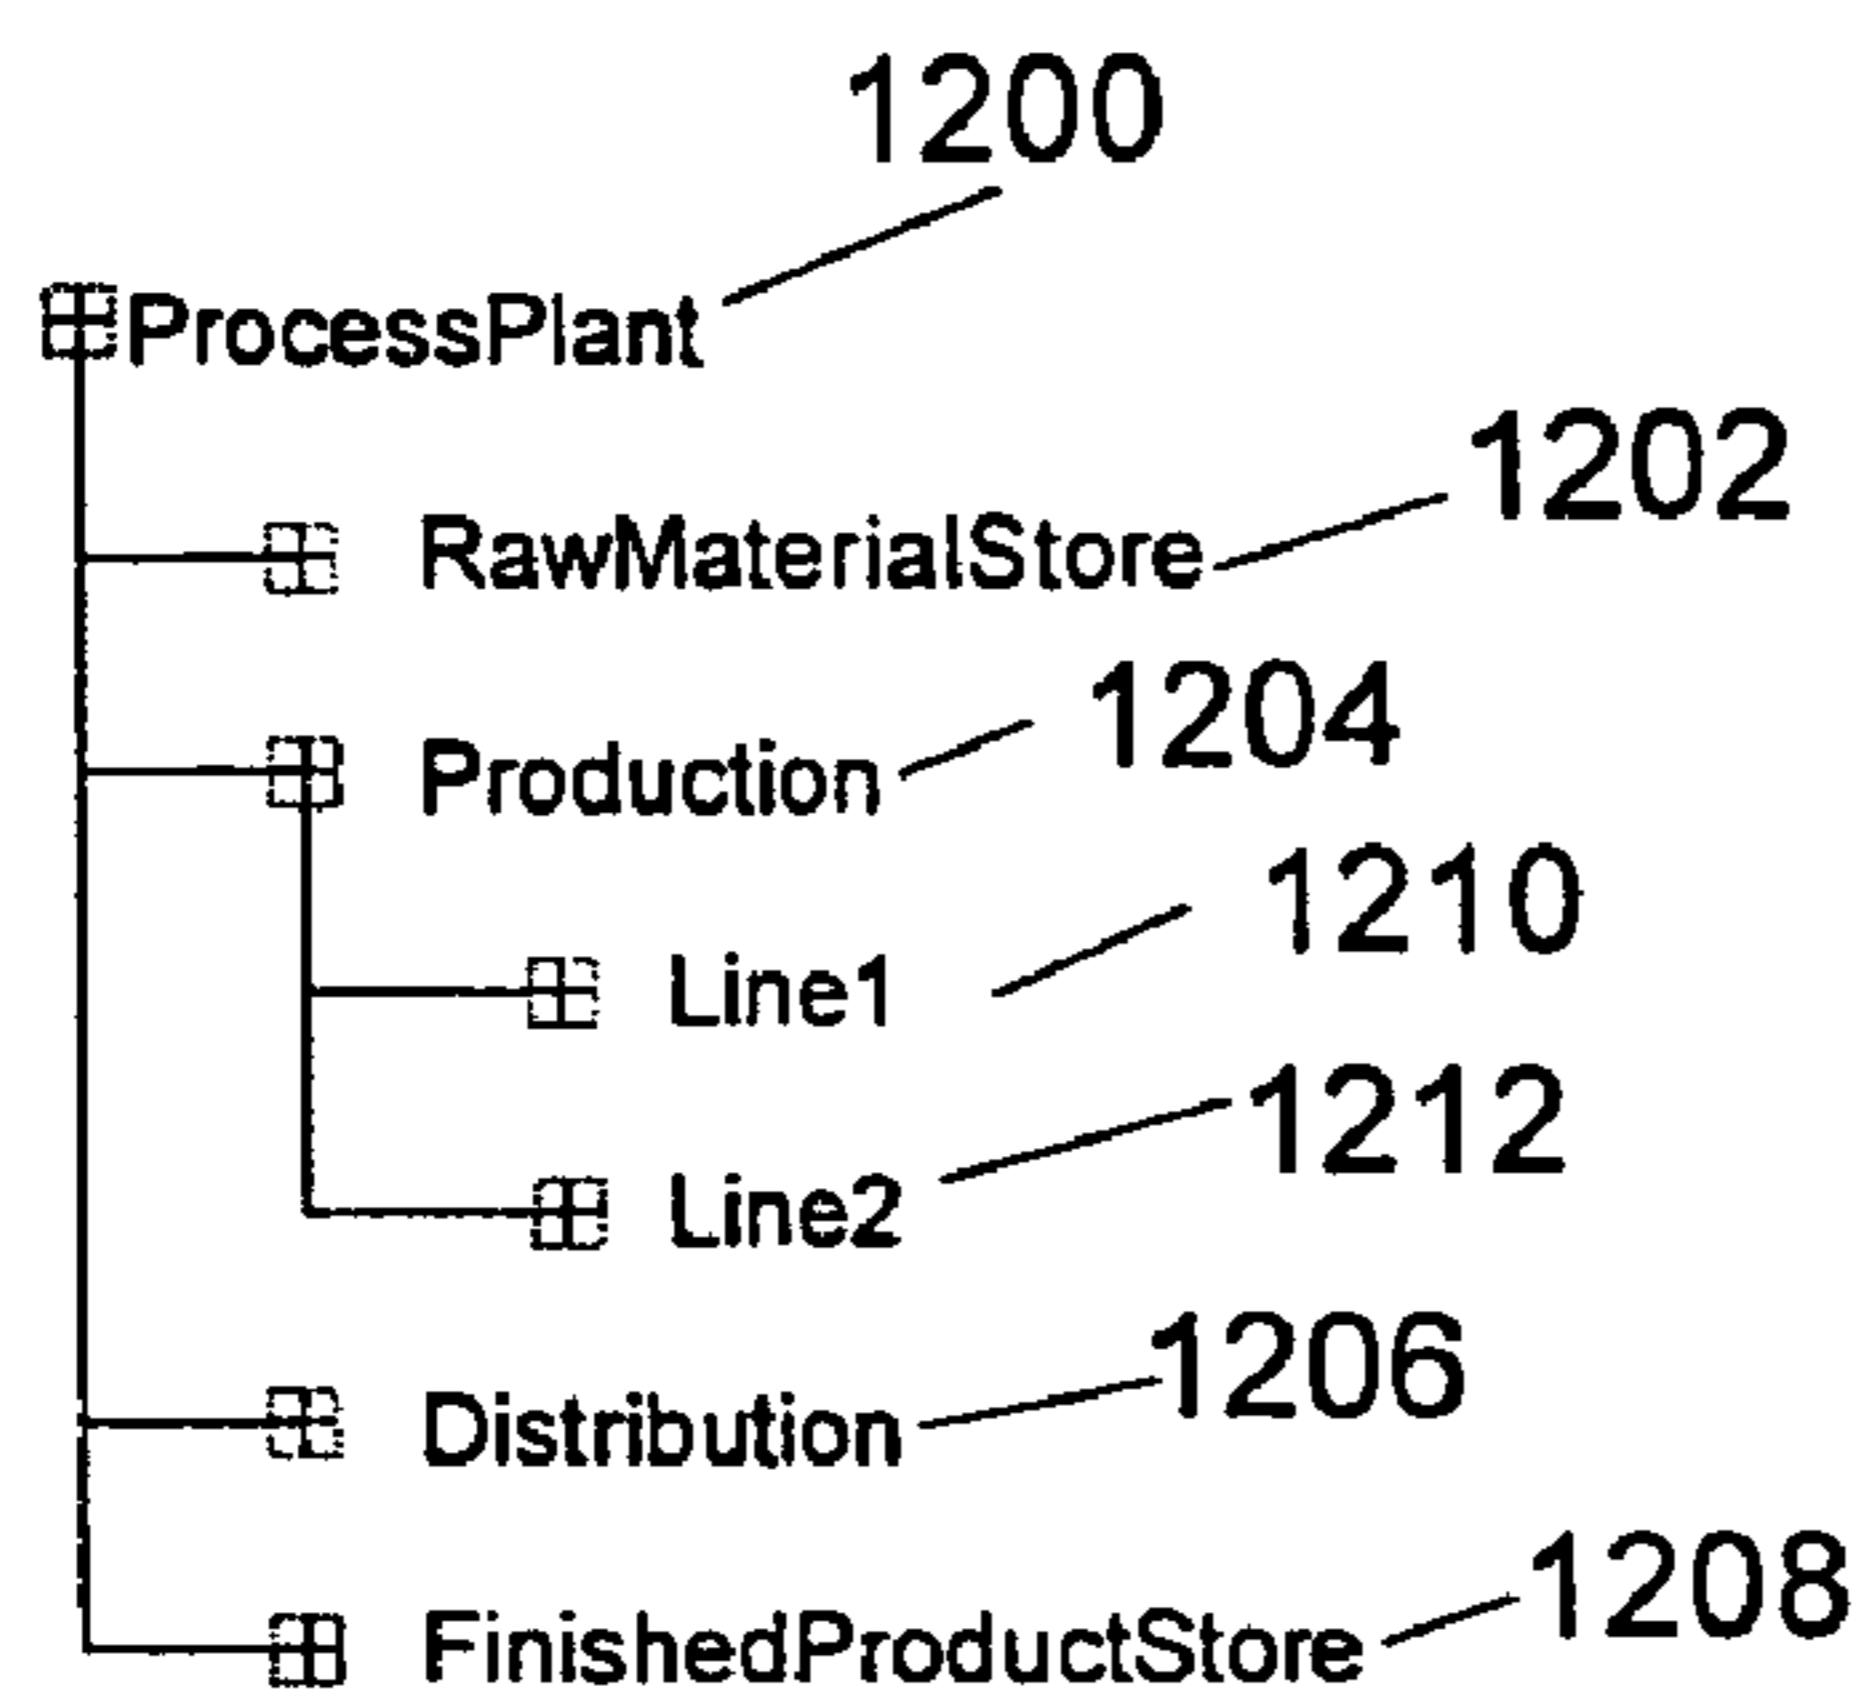 1200
ProcessPlant
1202
RawMaterialStore
1204
Production
1210
Line1
1212
Line2
1206
Distribution
1208
FinishedProductStore